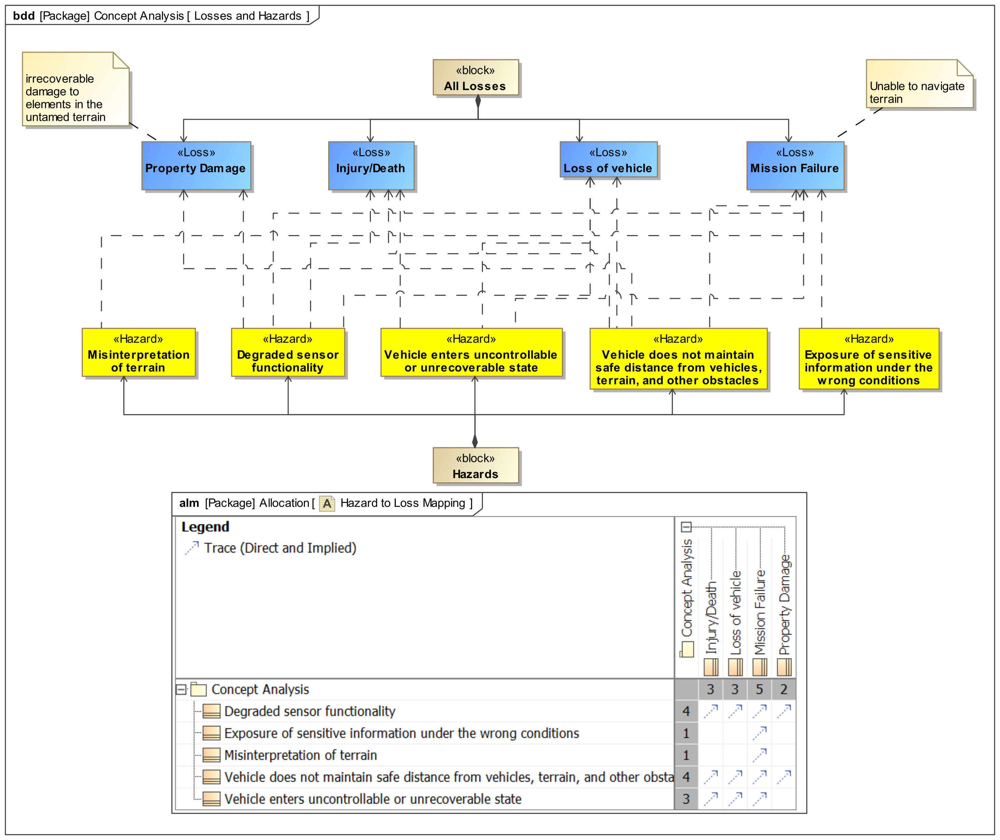 bdd [Package] Concept Analysis [ Losses and Hazards ]
irrecoverable
damage to
elements in the
untamed terrain
«block»
All Losses
Unable to navigate
terrain
«Loss»
Property Damage
«Loss»
Injury/Death
«Loss»
Loss of vehicle
«Loss»
Mission Failure
«Hazard»
Misinterpretation
of terrain
«Hazard»
Degraded sensor
functionality
«Hazard»
Vehicle enters uncontrollable
or unrecoverable state
«Hazard»
Vehicle does not maintain
safe distance from vehicles,
terrain, and other obstacles
«Hazard»
Exposure of sensitive
information under the
wrong conditions
«block»
Hazards
alm [Package] Allocation [ A Hazard to Loss Mapping ]
Legend
Trace (Direct and Implied)
Concept Analysis
Injury/Death
Loss of vehicle
Mission Failure
Property Damage
Concept Analysis 3 3 5 2
Degraded sensor functionality 4
Exposure of sensitive information under the wrong conditions 1
Misinterpretation of terrain 1
Vehicle does not maintain safe distance from vehicles, terrain, and other obsta 4
Vehicle enters uncontrollable or unrecoverable state 3